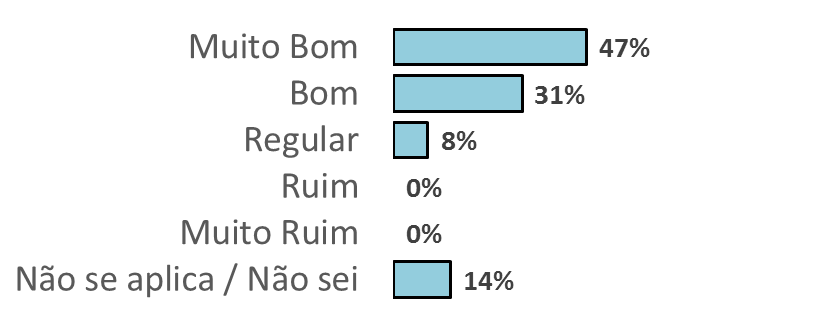 Muito Bom 47%
Bom 31%
Regular 8%
Ruim 0%
Muito Ruim 0%
Não se aplica / Não sei 14%